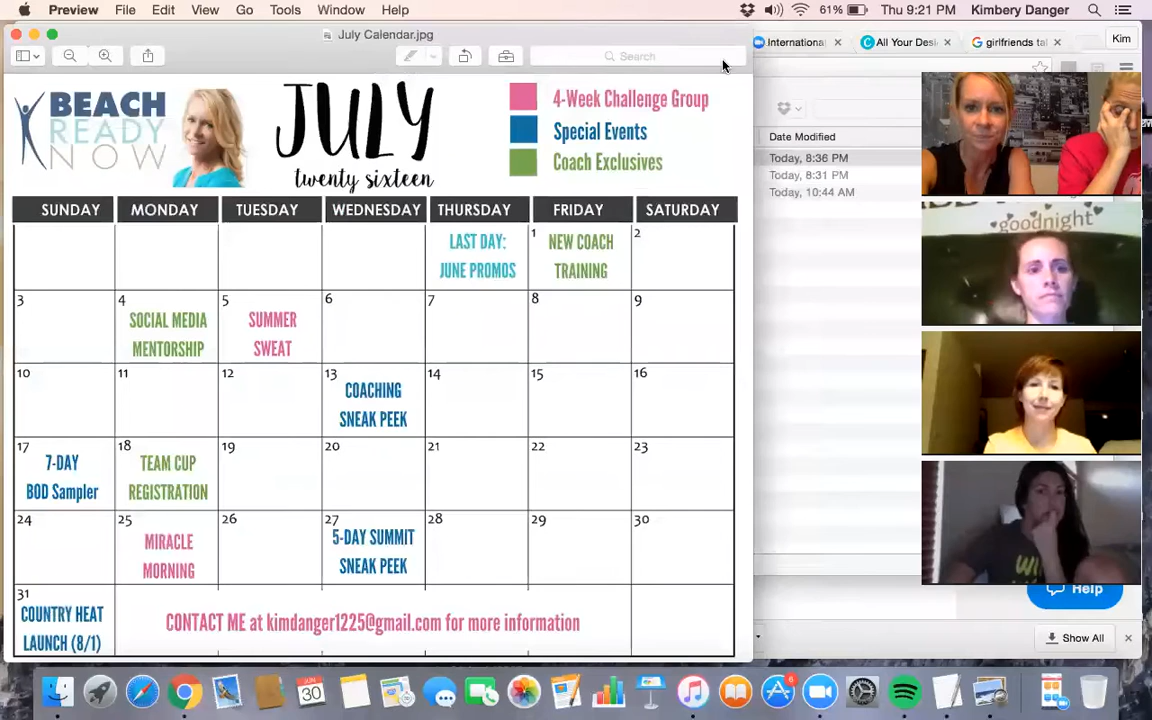 Preview File Edit View Go Tools Window Help
61% Thu 9:21 PM Kimbery Danger
July Calendar.jpg
Search
International
All Your Desi
girlfriends tal
Kim
BEACH
READY
NOW
JULY
twenty sixteen
4-Week Challenge Group
Special Events
Coach Exclusives
Date Modified
Today, 8:36 PM
Today, 8:31 PM
Today, 10:44 AM
SUNDAY MONDAY TUESDAY WEDNESDAY THURSDAY FRIDAY SATURDAY
LAST DAY:
JUNE PROMOS
1
NEW COACH
TRAINING
2
3
4
SOCIAL MEDIA
MENTORSHIP
5
SUMMER
SWEAT
6
7
8
9
10
11
12
13
COACHING
SNEAK PEEK
14
15
16
17
7-DAY
BOD Sampler
18
TEAM CUP
REGISTRATION
19
20
21
22
23
24
25
MIRACLE
MORNING
26
27
5-DAY SUMMIT
SNEAK PEEK
28
29
30
31
COUNTRY HEAT
LAUNCH (8/1)
CONTACT ME at kimdanger1225@gmail.com for more information
goodnight
Help
Show All
JUN
30
6